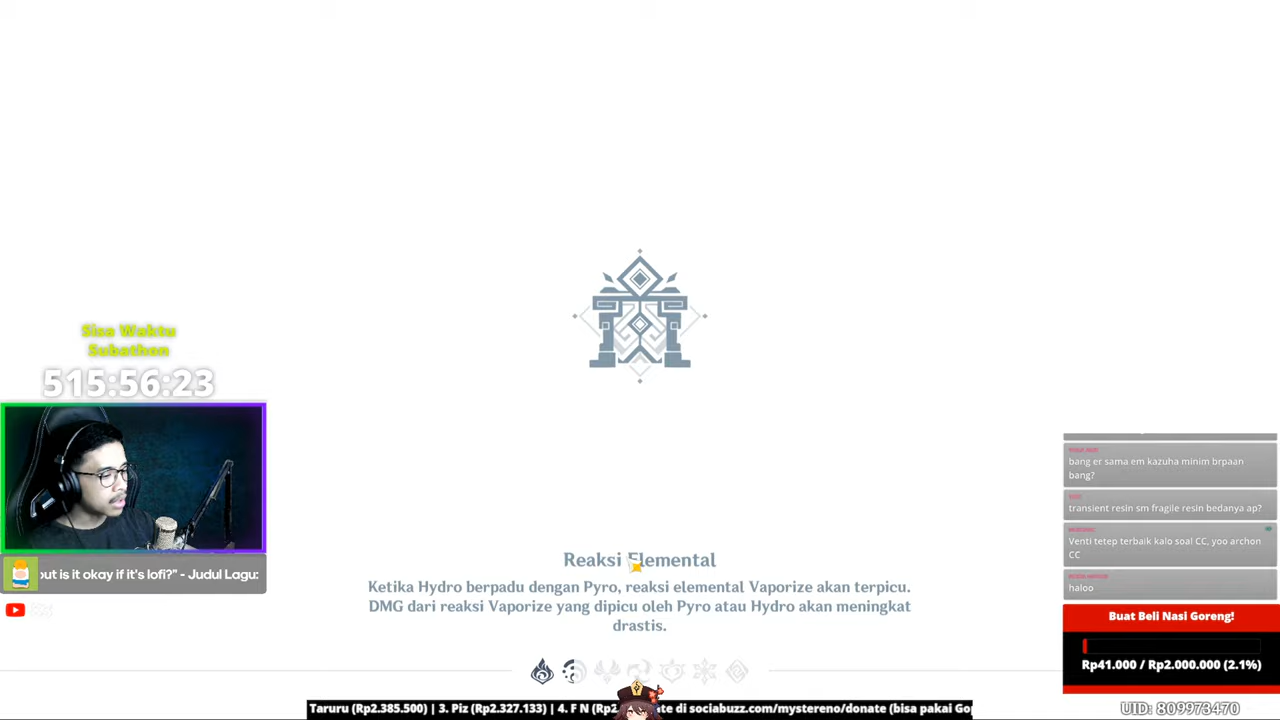 Sisa Waktu
Subathon
515:56:23
out is it okay if it's lofi?" - Judul Lagu:
Reaksi Elemental
Ketika Hydro berpadu dengan Pyro, reaksi elemental Vaporize akan terpicu.
DMG dari reaksi Vaporize yang dipicu oleh Pyro atau Hydro akan meningkat
drastis.
bang er sama em kazuha minim brpaan
bang?
transient resin sm fragile resin bedanya ap?
Venti tetep terbaik kalo soal CC, yoo archon
CC
haloo
Buat Beli Nasi Goreng!
Rp41.000 / Rp2.000.000 (2.1%)
Taruru (Rp2.385.500) | 3. Piz (Rp2.327.133) | 4. F N (Rp2 te di sociabuzz.com/mystereno/donate (bisa pakai Gop
UID: 809973470